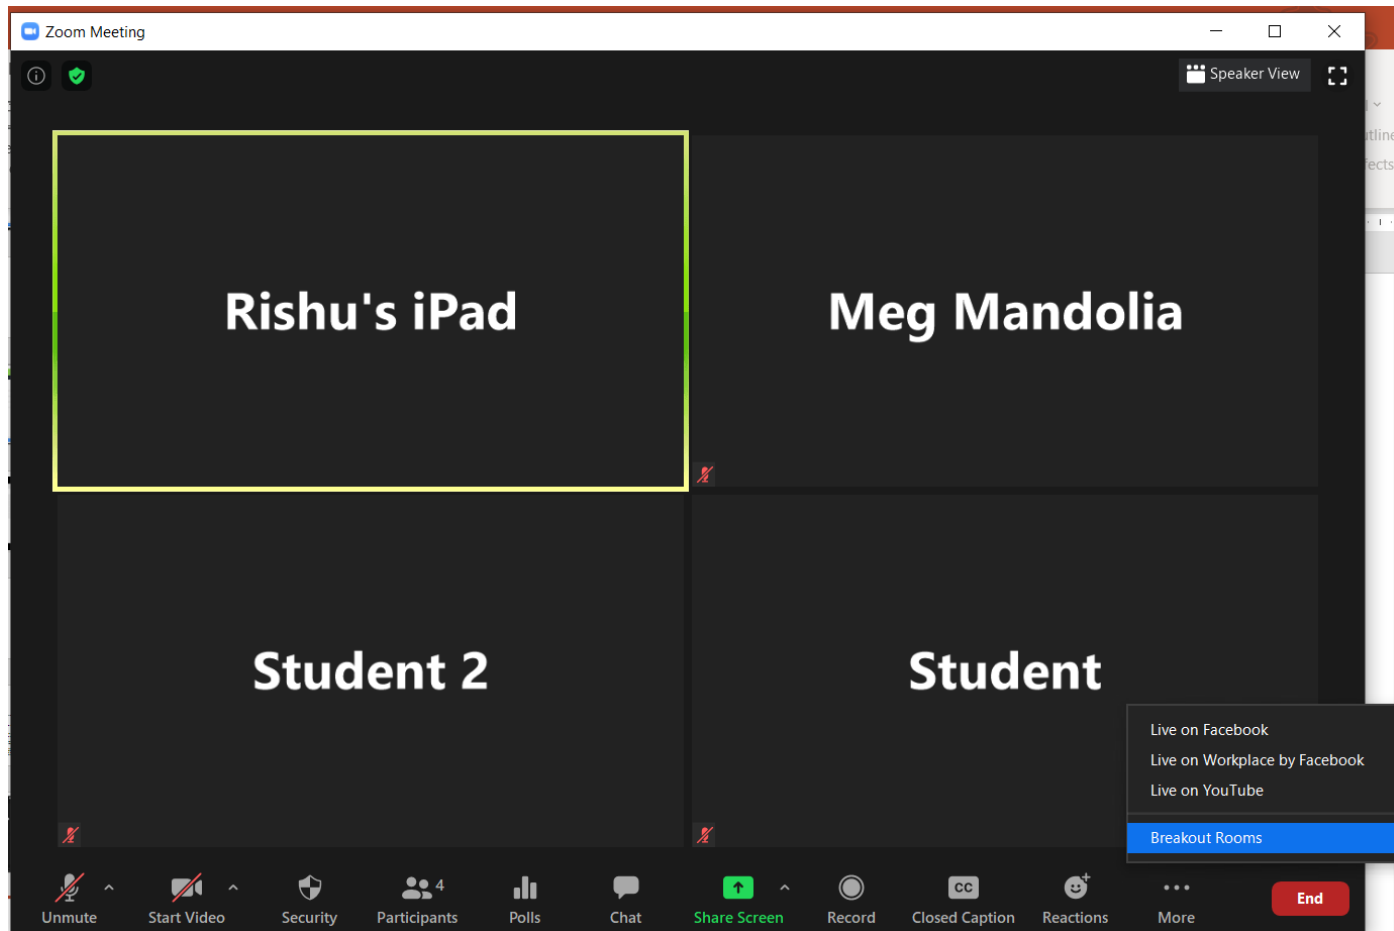 Zoom Meeting
Speaker View
Rishu's iPad
Meg Mandolia
Student 2
Student
Live on Facebook
Live on Workplace by Facebook
Live on YouTube
Breakout Rooms
4
CC
Unmute
Start Video
Security
Participants
Polls
Chat
Share Screen
Record
Closed Caption
Reactions
More
End